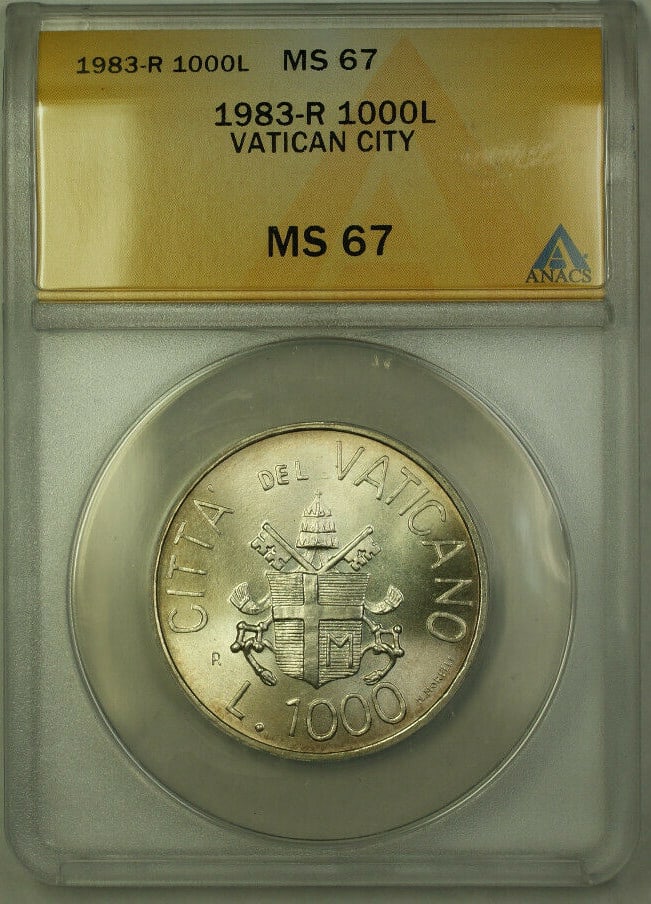 1983-R 1000L MS 67
1983-R 1000L
VATICAN CITY
MS 67
ANACS
CITTA' DEL VATICANO
M
R
L. 1000